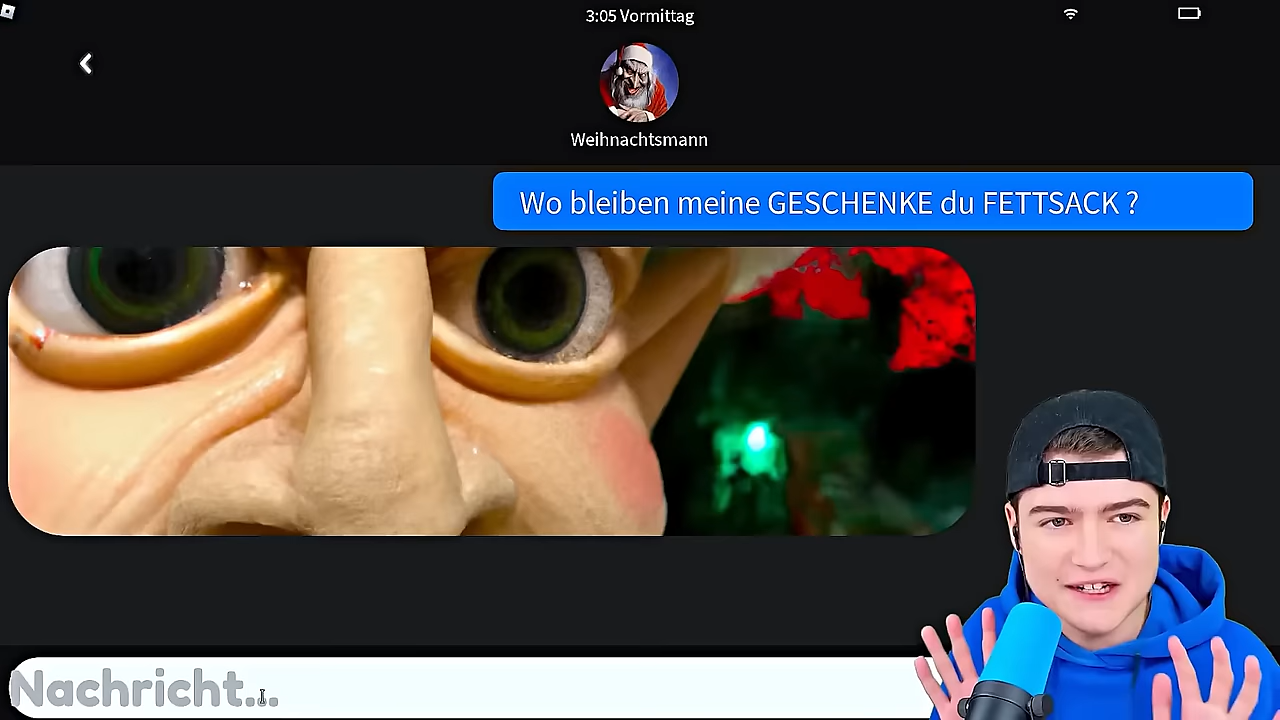 3:05 Vormittag
Weihnachtsmann
Wo bleiben meine GESCHENKE du FETTSACK ?
Nachricht...